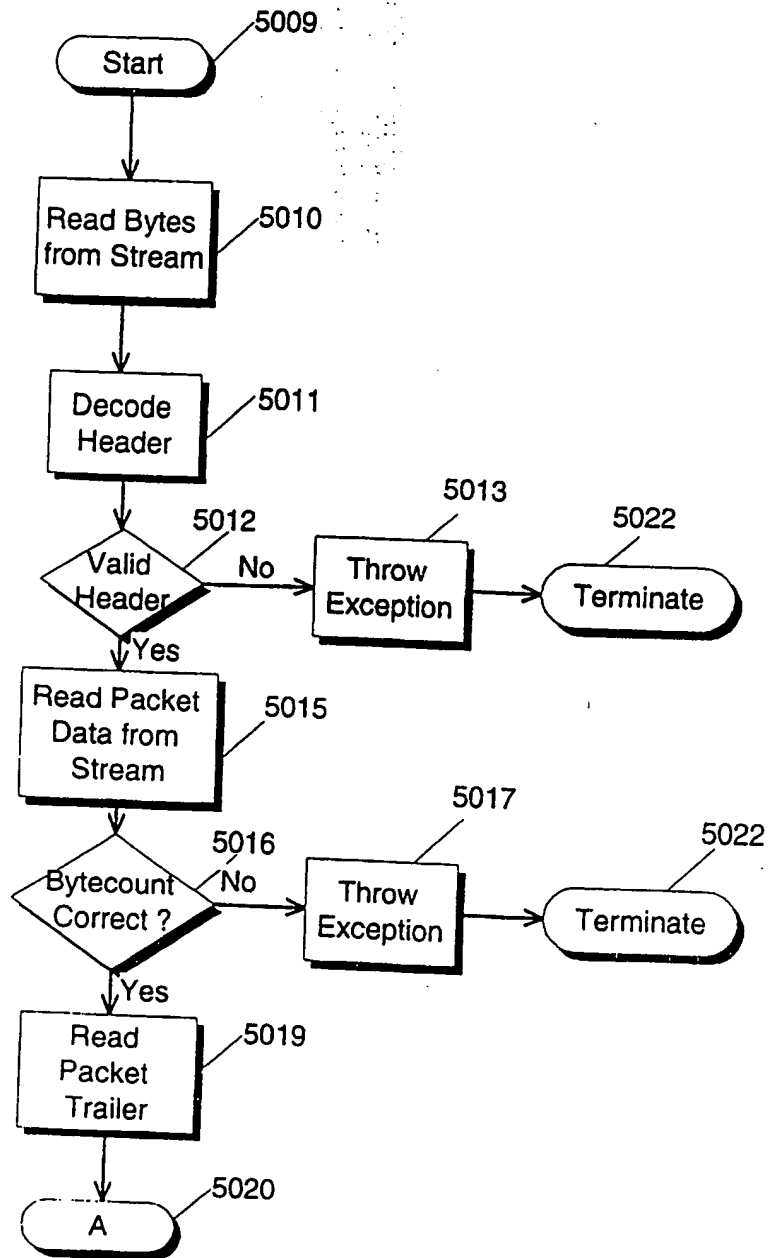 5009
Start
Read Bytes
from Stream
5010
Decode
Header
5011
Valid
Header
5012
No
Throw
Exception
5013
Terminate
5022
Yes
Read Packet
Data from
Stream
5015
Bytecount
Correct ?
5016
No
Throw
Exception
5017
Terminate
5022
Yes
Read
Packet
Trailer
5019
A
5020